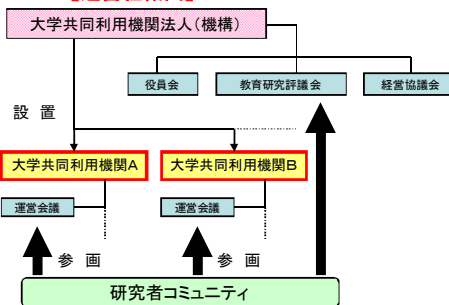 大学共同利用機関法人(機構)
役員会
教育研究評議会
経営協議会
設 置
大学共同利用機関A
大学共同利用機関B
運営会議
運営会議
参 画
参 画
研究者コミュニティ